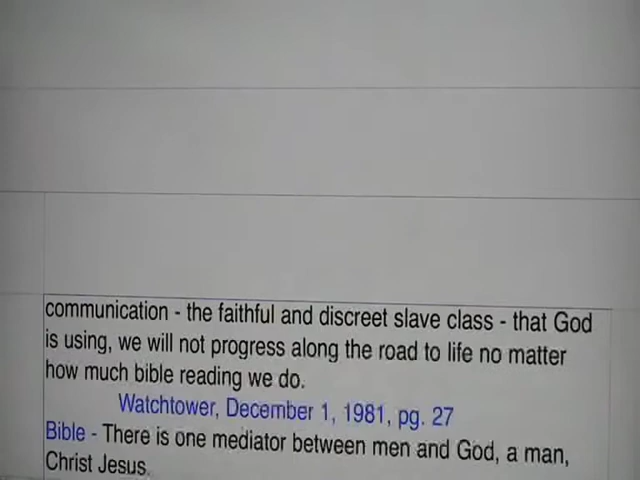 communication - the faithful and discreet slave class - that God
is using, we will not progress along the road to life no matter
how much bible reading we do.
Watchtower, December 1, 1981, pg. 27
Bible - There is one mediator between men and God, a man,
Christ Jesus.